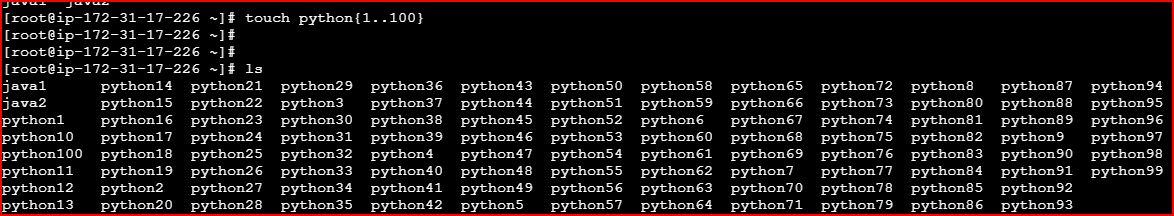 java1  java2
[root@ip-172-31-17-226 ~]# touch python{1..100}
[root@ip-172-31-17-226 ~]#
[root@ip-172-31-17-226 ~]#
[root@ip-172-31-17-226 ~]# ls
java1 python14 python21 python29 python36 python43 python50 python58 python65 python72 python8 python87 python94
java2 python15 python22 python3 python37 python44 python51 python59 python66 python73 python80 python88 python95
python1 python16 python23 python30 python38 python45 python52 python6 python67 python74 python81 python89 python96
python10 python17 python24 python31 python39 python46 python53 python60 python68 python75 python82 python9 python97
python100 python18 python25 python32 python4 python47 python54 python61 python69 python76 python83 python90 python98
python11 python19 python26 python33 python40 python48 python55 python62 python7 python77 python84 python91 python99
python12 python2 python27 python34 python41 python49 python56 python63 python70 python78 python85 python92
python13 python20 python28 python35 python42 python5 python57 python64 python71 python79 python86 python93